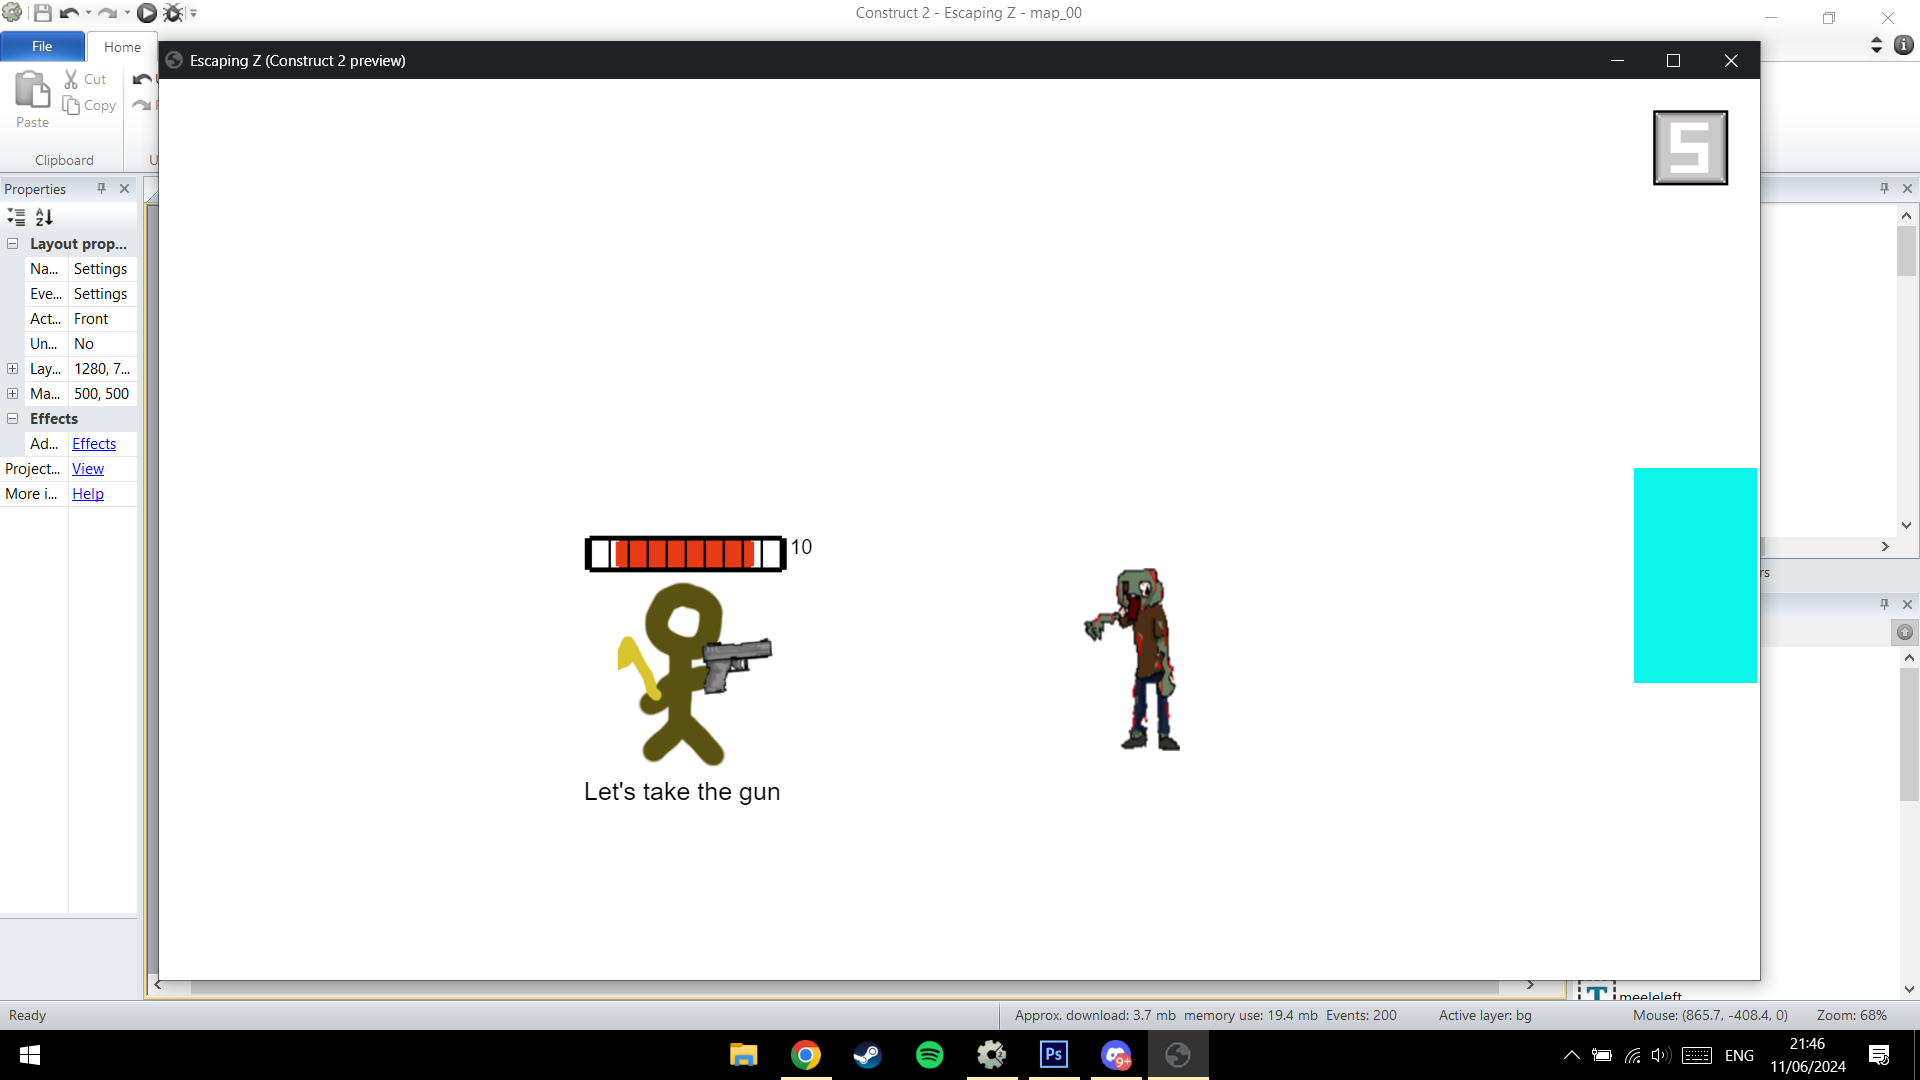 Construct 2 - Escaping Z - map_00
File
Home
Cut
Copy
Paste
Clipboard
Escaping Z (Construct 2 preview)
S
Properties
Layout prop...
Na... Settings
Eve... Settings
Act... Front
Un... No
Lay... 1280, 7...
Ma... 500, 500
Effects
Ad... Effects
Project... View
More i... Help
10
Let's take the gun
meeleleft
Ready
Approx. download: 3.7 mb memory use: 19.4 mb Events: 200
Active layer: bg
Mouse: (865.7, -408.4, 0)
Zoom: 68%
Ps
9+
ENG
21:46
11/06/2024